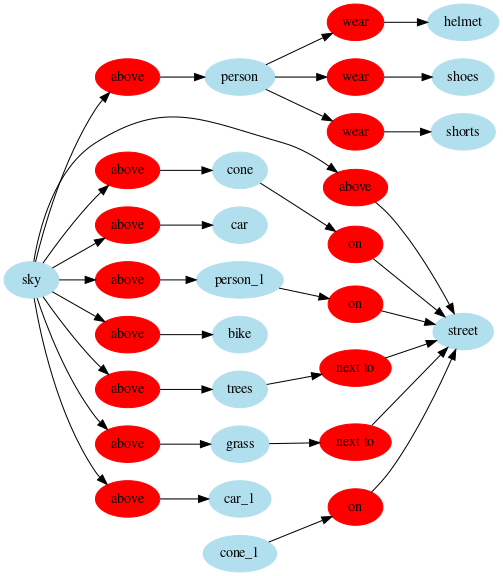 wear
helmet
above
person
wear
shoes
wear
shorts
above
cone
above
above
car
on
sky
above
person_1
on
street
above
bike
above
trees
next to
above
grass
next to
above
car_1
on
cone_1